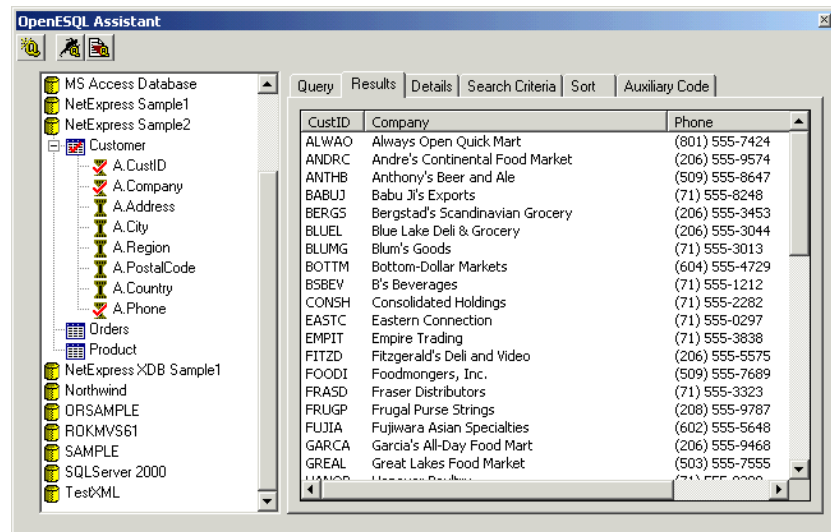 OpenESQL Assistant
MS Access Database
NetExpress Sample1
NetExpress Sample2
Customer
A.CustID
A.Company
A.Address
A.City
A.Region
A.PostalCode
A.Country
A.Phone
Orders
Product
NetExpress XDB Sample1
Northwind
ORSAMPLE
ROKMVS61
SAMPLE
SQLServer 2000
TestXML
Query Results Details Search Criteria Sort Auxiliary Code
CustID Company Phone
ALWAO Always Open Quick Mart (801) 555-7424
ANDRC Andre's Continental Food Market (206) 555-9574
ANTHB Anthony's Beer and Ale (509) 555-8647
BABUJ Babu Ji's Exports (71) 555-8248
BERGS Bergstad's Scandinavian Grocery (206) 555-3453
BLUEL Blue Lake Deli & Grocery (206) 555-3044
BLUMG Blum's Goods (71) 555-3013
BOTTM Bottom-Dollar Markets (604) 555-4729
BSBEV B's Beverages (71) 555-1212
CONSH Consolidated Holdings (71) 555-2282
EASTC Eastern Connection (71) 555-0297
EMPIT Empire Trading (71) 555-3838
FITZD Fitzgerald's Deli and Video (206) 555-5575
FOODI Foodmongers, Inc. (509) 555-7689
FRASD Fraser Distributors (71) 555-3323
FRUGP Frugal Purse Strings (208) 555-9787
FUJIA Fujiwara Asian Specialties (602) 555-5648
GARCA Garcia's All-Day Food Mart (206) 555-9468
GREAL Great Lakes Food Market (503) 555-7555